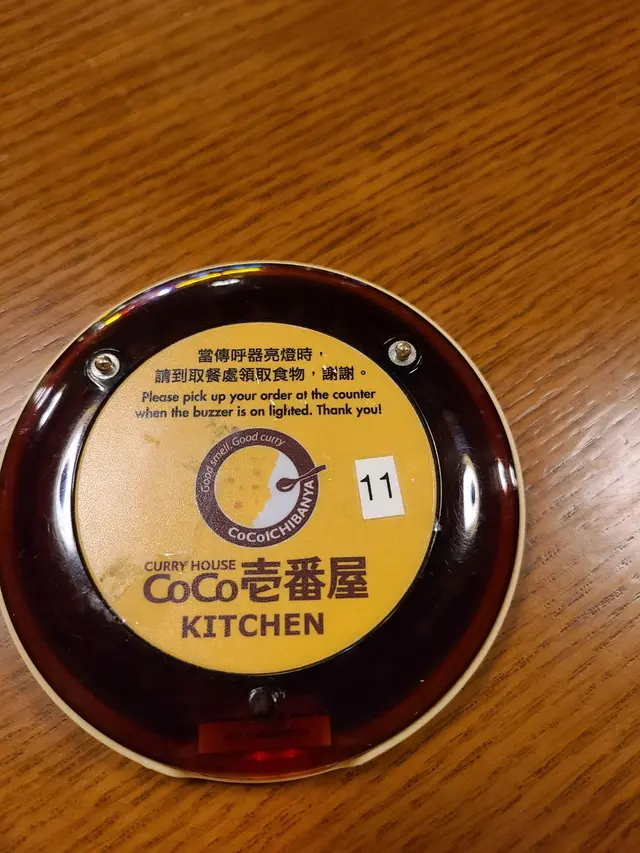 當傳呼器亮燈時，
請到取餐處領取食物，謝謝。
Please pick up your order at the counter
when the buzzer is on lighted. Thank you!
Good smell, Good curry
CoCoICHIBANYA
11
CURRY HOUSE
CoCo壱番屋
KITCHEN